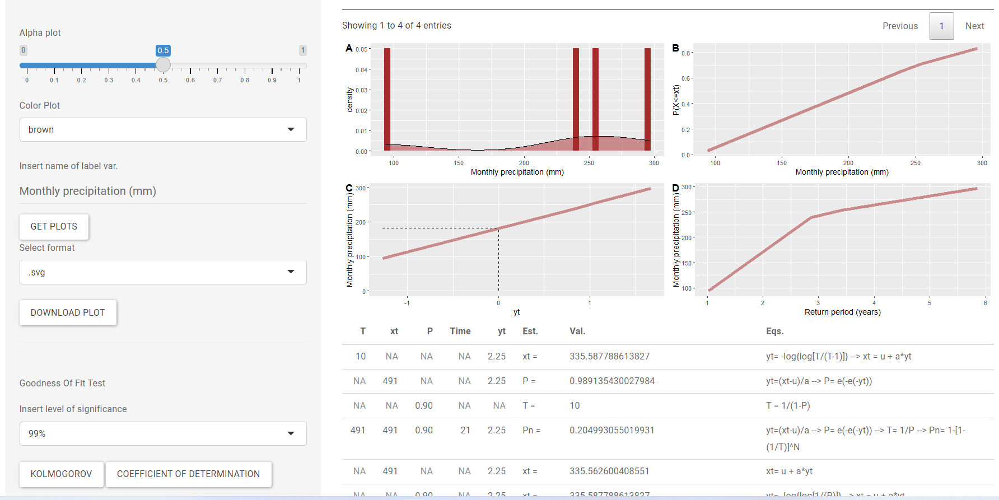 Alpha plot
0 0.5 1
0 0.1 0.2 0.3 0.4 0.5 0.6 0.7 0.8 0.9 1
Color Plot
brown
Insert name of label var.
Monthly precipitation (mm)
GET PLOTS
Select format
.svg
DOWNLOAD PLOT
Goodness Of Fit Test
Insert level of significance
99%
KOLMOGOROV COEFFICIENT OF DETERMINATION
Showing 1 to 4 of 4 entries Previous 1 Next
A
density
0.05
0.04
0.03
0.02
0.01
0.00
100 150 200 250 300
Monthly precipitation (mm)
B
P(X<=xt)
0.8
0.6
0.4
0.2
0.0
100 150 200 250 300
Monthly precipitation (mm)
C
Monthly precipitation (mm)
300
200
100
0
-1 0 1
yt
D
Monthly precipitation (mm)
300
250
200
150
100
1 2 3 4 5 6
Return period (years)
T xt P Time yt Est. Val. Eqs.
10 NA NA NA 2.25 xt = 335.587788613827 yt= -log{log[T/(T-1)]} --> xt = u + a*yt
NA 491 NA NA 2.25 P = 0.989135430027984 yt=(xt-u)/a --> P= e(-e(-yt))
NA NA 0.90 NA NA T = 10 T = 1/(1-P)
491 491 0.90 21 2.25 Pn = 0.204993055019931 yt=(xt-u)/a --> P= e(-e(-yt)) --> T= 1/P --> Pn= 1-[1-
(1/T)]^N
NA 491 NA NA 2.25 xt = 335.562600408551 xt= u + a*yt
NA NA 0.90 NA 2.25 xt = 335.587788613827 yt= -log{log[1/(P)]} --> xt = u + a*yt